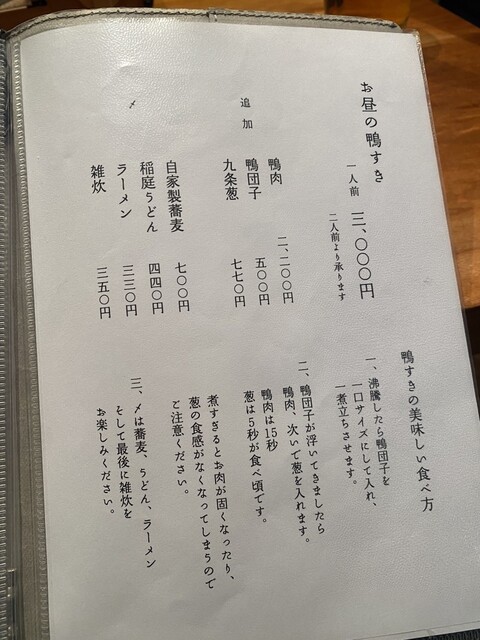 お昼の鴨すき
一人前 三、〇〇〇円
二人前より承ります
追加
鴨肉 二、二〇〇円
鴨団子 五〇〇円
九条葱 七七〇円
〆
自家製蕎麦 七〇〇円
稲庭うどん 四四〇円
ラーメン 三三〇円
雑炊 三五〇円
鴨すきの美味しい食べ方
一、沸騰したら鴨団子を
一口サイズにして入れ、
一煮立ちさせます。
二、鴨団子が浮いてきましたら
鴨肉、次いで葱を入れます。
鴨肉は15秒
葱は5秒が食べ頃です。
煮すぎるとお肉が固くなったり、
葱の食感がなくなってしまうので
ご注意ください。
三、〆は蕎麦、うどん、ラーメン
そして最後に雑炊を
お楽しみください。